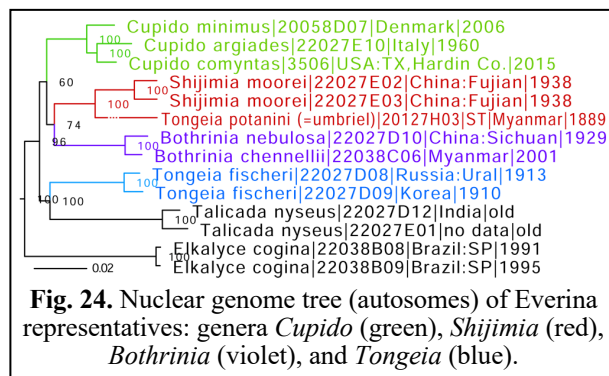 Cupido minimus|20058D07|Denmark|2006
100
Cupido argiades|22027E10|Italy|1960
100
Cupido comyntas|3506|USA:TX,Hardin Co.|2015
60
Shijimia moorei|22027E02|China:Fujian|1938
100
Shijimia moorei|22027E03|China:Fujian|1938
100
Tongeia potanini (=umbriel)|20127H03|ST|Myanmar|1889
74
Bothrinia nebulosa|22027D10|China:Sichuan|1929
96
100
Bothrinia chennellii|22038C06|Myanmar|2001
Tongeia fischeri|22027D08|Russia:Ural|1913
100
Tongeia fischeri|22027D09|Korea|1910
100
100
Talicada nyseus|22027D12|India|old
100
Talicada nyseus|22027E01|no data|old
Elkalyce cogina|22038B08|Brazil:SP|1991
100
Elkalyce cogina|22038B09|Brazil:SP|1995
0.02
Fig. 24. Nuclear genome tree (autosomes) of Everina
representatives: genera Cupido (green), Shijimia (red),
Bothrinia (violet), and Tongeia (blue).